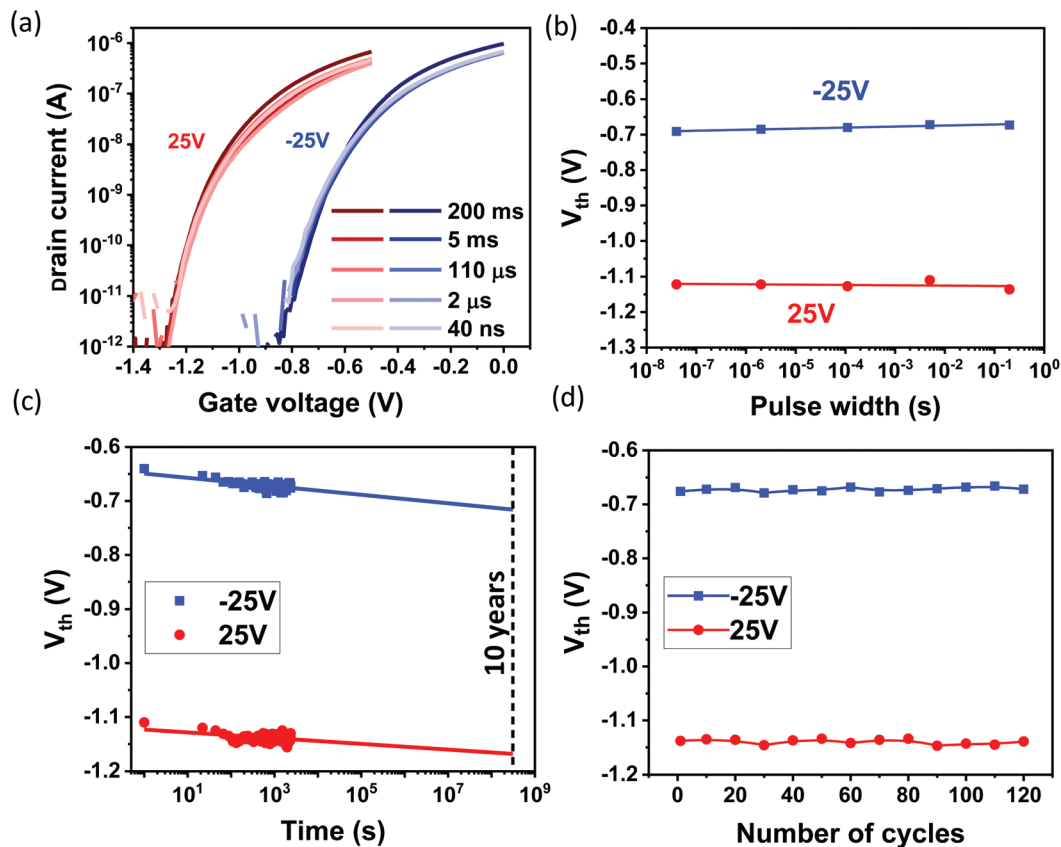 (a)
10⁻⁶
10⁻⁷
10⁻⁸
10⁻⁹
10⁻¹⁰
10⁻¹¹
10⁻¹²
Drain current (A)
25V
-25V
200 ms
5 ms
110 μs
2 μs
40 ns
-1.4 -1.2 -1.0 -0.8 -0.6 -0.4 -0.2 0.0
Gate voltage (V)
(b)
-0.4
-0.5
-0.6
-0.7
-0.8
-0.9
-1.0
-1.1
-1.2
-1.3
Vth (V)
-25V
25V
10⁻⁸ 10⁻⁷ 10⁻⁶ 10⁻⁵ 10⁻⁴ 10⁻³ 10⁻² 10⁻¹ 10⁰
Pulse width (s)
(c)
-0.6
-0.7
-0.8
-0.9
-1.0
-1.1
-1.2
Vth (V)
-25V
25V
10 years
10¹ 10³ 10⁵ 10⁷ 10⁹
Time (s)
(d)
-0.6
-0.7
-0.8
-0.9
-1.0
-1.1
-1.2
Vth (V)
-25V
25V
0 20 40 60 80 100 120
Number of cycles